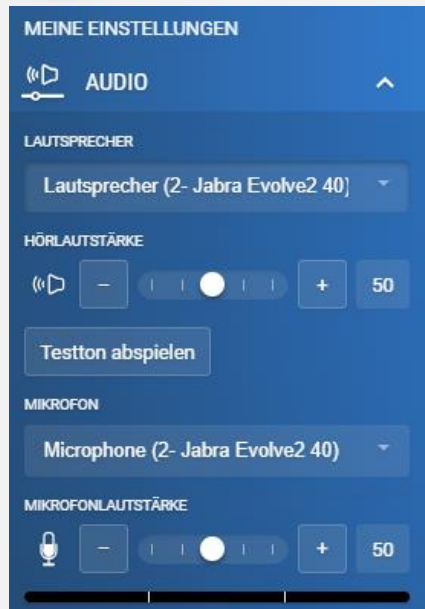 MEINE EINSTELLUNGEN
AUDIO
LAUTSPRECHER
Lautsprecher (2- Jabra Evolve2 40)
HÖRLAUTSTÄRKE
− + 50
Testton abspielen
MIKROFON
Microphone (2- Jabra Evolve2 40)
MIKROFONLAUTSTÄRKE
− + 50